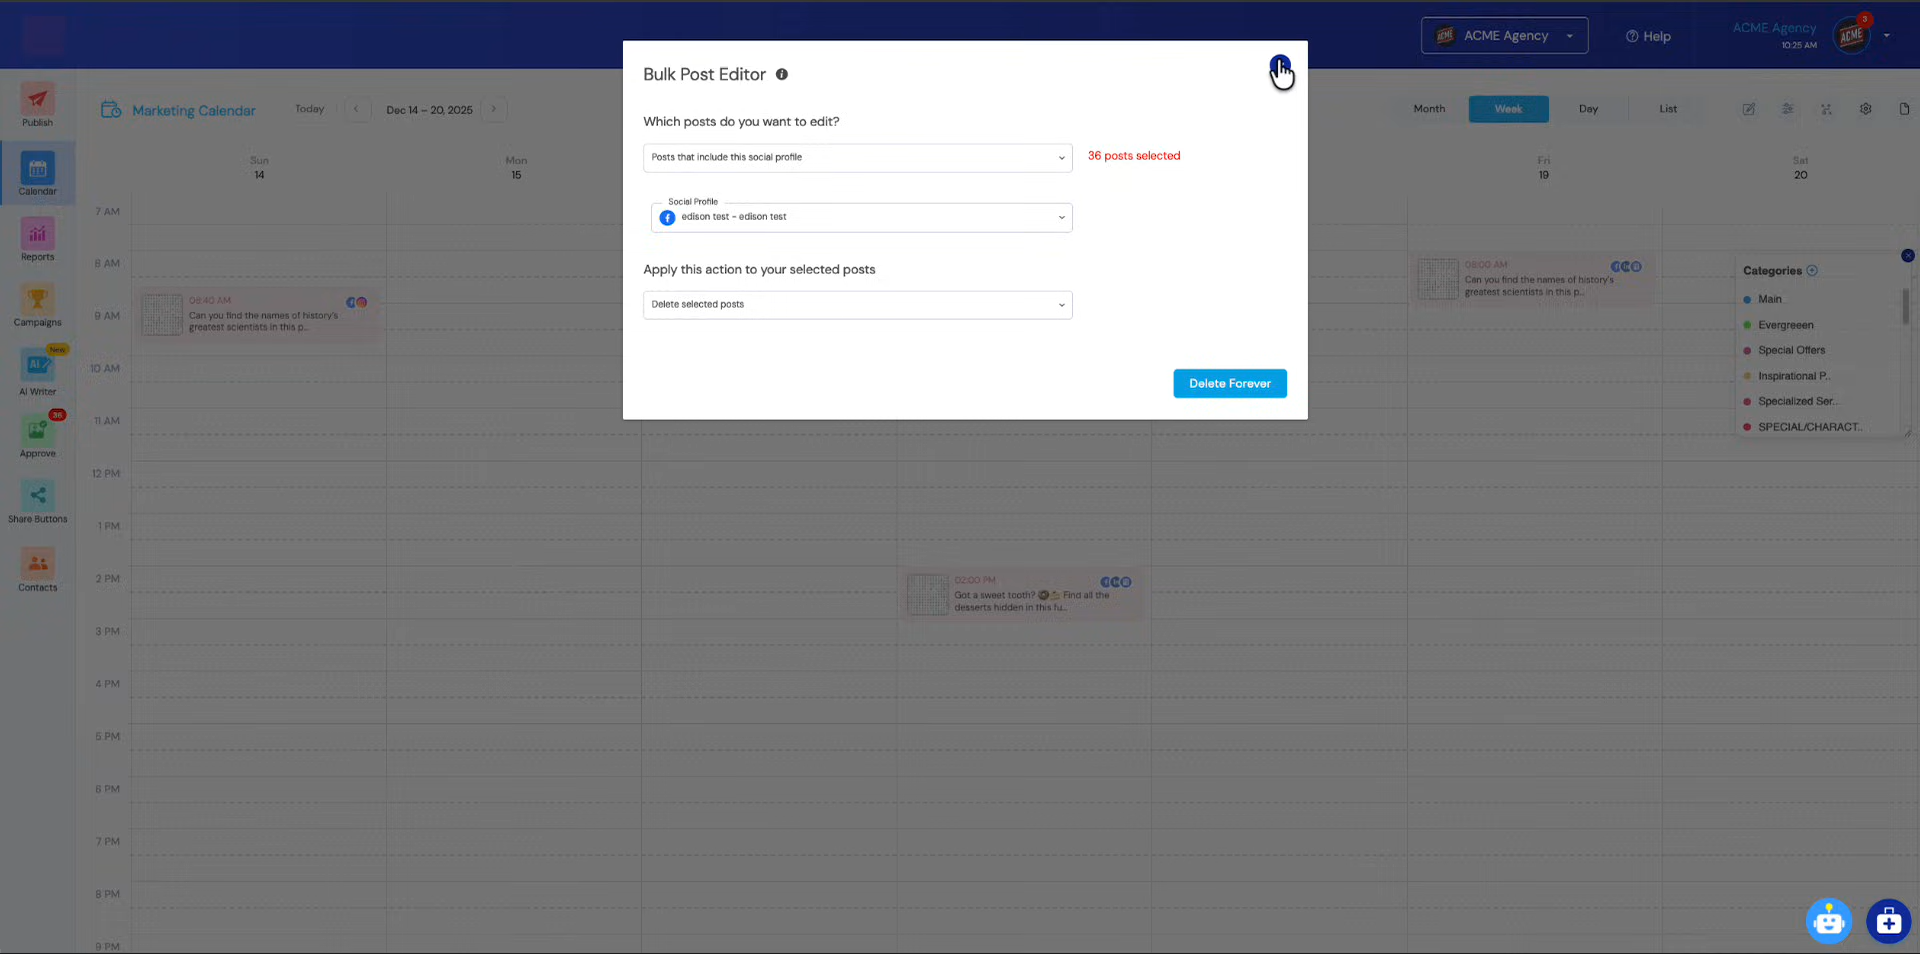 ACME Agency
Help
ACME Agency
10:25 AM
3
Bulk Post Editor
Which posts do you want to edit?
Posts that include this social profile
36 posts selected
Social Profile
edison test - edison test
Apply this action to your selected posts
Delete selected posts
Delete Forever
Publish
Calendar
Reports
Campaigns
New
AI Writer
36
Approve
Share Buttons
Contacts
Marketing Calendar
Today
Dec 14 – 20, 2025
Month
Week
Day
List
Sun
14
Mon
15
Fri
19
Sat
20
7 AM
8 AM
9 AM
10 AM
11 AM
12 PM
1 PM
2 PM
3 PM
4 PM
5 PM
6 PM
7 PM
8 PM
9 PM
08:40 AM
Can you find the names of history's
greatest scientists in this p...
02:00 PM
Got a sweet tooth? 🍩🍰 Find all the
desserts hidden in this fu...
08:00 AM
Can you find the names of history's
greatest scientists in this p...
Categories
Main
Evergreeen
Special Offers
Inspirational P..
Specialized Ser..
SPECIAL/CHARACT..